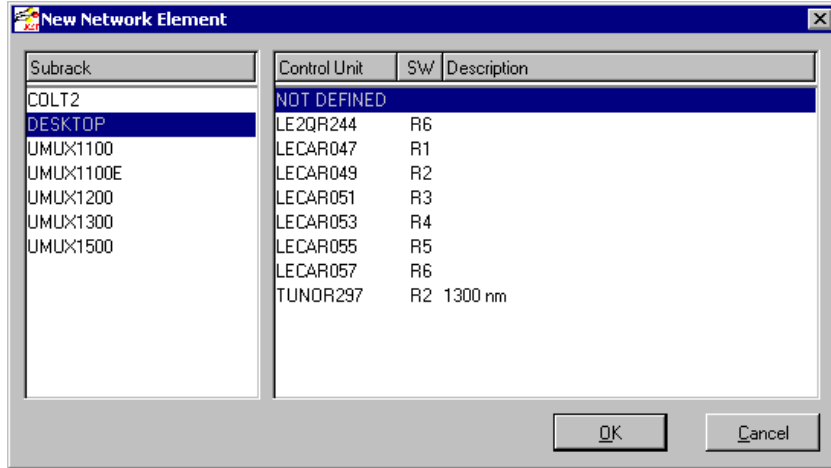 New Network Element
Subrack
COLT2
DESKTOP
UMUX1100
UMUX1100E
UMUX1200
UMUX1300
UMUX1500
Control Unit SW Description
NOT DEFINED
LE2QR244 R6
LECAR047 R1
LECAR049 R2
LECAR051 R3
LECAR053 R4
LECAR055 R5
LECAR057 R6
TUNOR297 R2 1300 nm
OK Cancel